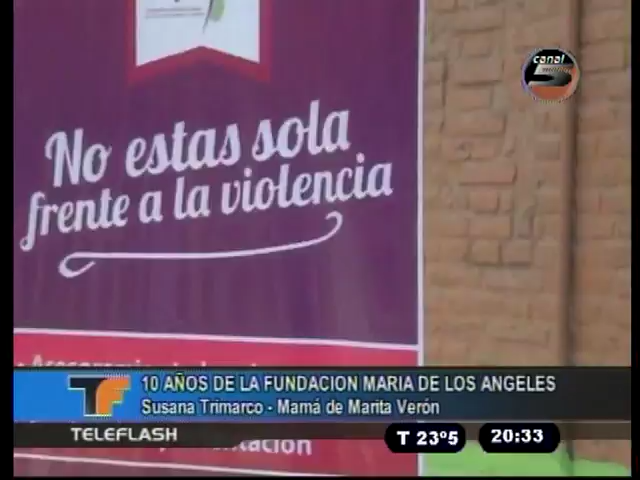 canal
5
No estas sola
frente a la violencia
10 AÑOS DE LA FUNDACION MARIA DE LOS ANGELES
Susana Trimarco - Mamá de Marita Verón
TF
TELEFLASH
T 23°5
20:33